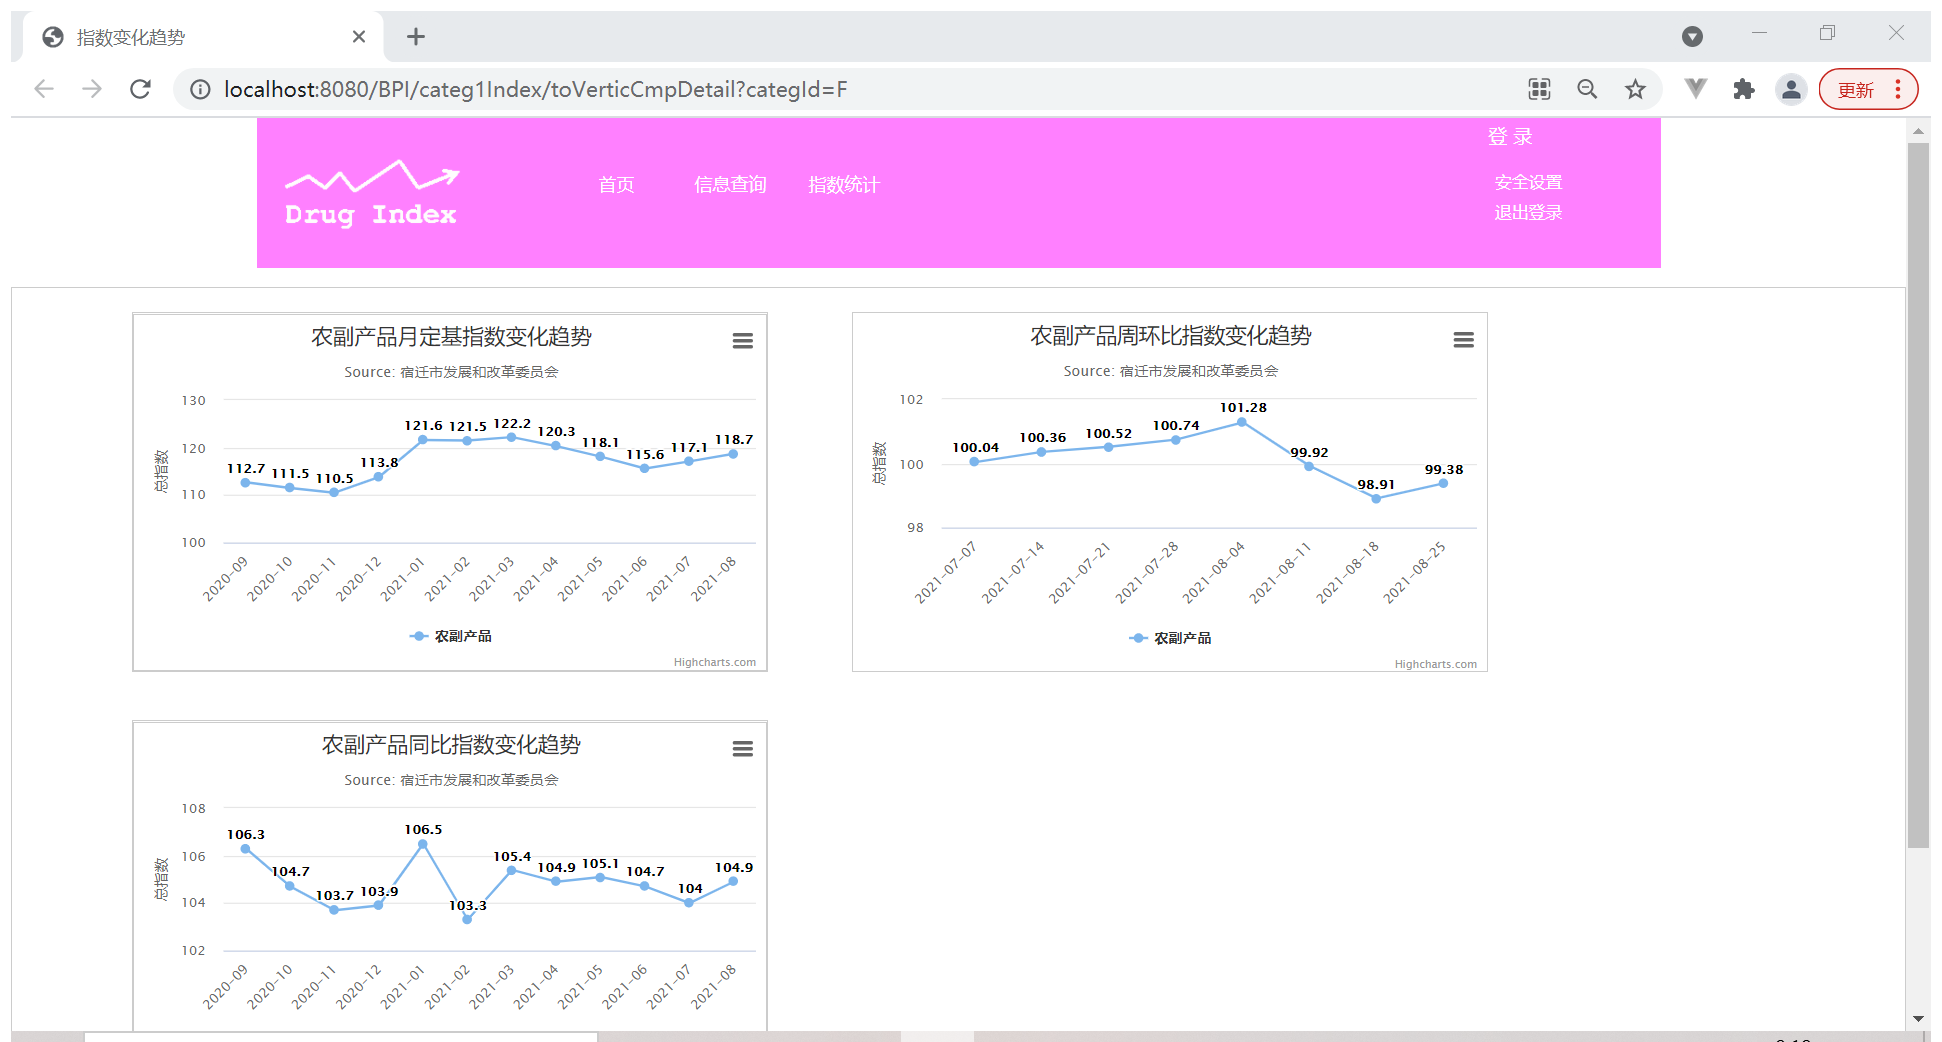 指数变化趋势
localhost:8080/BPI/categ1Index/toVerticCmpDetail?categId=F
更新
登 录
Drug Index
首页 信息查询 指数统计
安全设置
退出登录
农副产品月定基指数变化趋势
Source: 宿迁市发展和改革委员会
总指数
130
120
110
100
112.7 111.5 110.5 113.8 121.6 121.5 122.2 120.3 118.1 115.6 117.1 118.7
2020-09 2020-10 2020-11 2020-12 2021-01 2021-02 2021-03 2021-04 2021-05 2021-06 2021-07 2021-08
农副产品
Highcharts.com
农副产品周环比指数变化趋势
Source: 宿迁市发展和改革委员会
总指数
102
100
98
100.04 100.36 100.52 100.74 101.28 99.92 98.91 99.38
2021-07-07 2021-07-14 2021-07-21 2021-07-28 2021-08-04 2021-08-11 2021-08-18 2021-08-25
农副产品
Highcharts.com
农副产品同比指数变化趋势
Source: 宿迁市发展和改革委员会
总指数
108
106
104
102
106.3 104.7 103.7 103.9 106.5 103.3 105.4 104.9 105.1 104.7 104 104.9
2020-09 2020-10 2020-11 2020-12 2021-01 2021-02 2021-03 2021-04 2021-05 2021-06 2021-07 2021-08